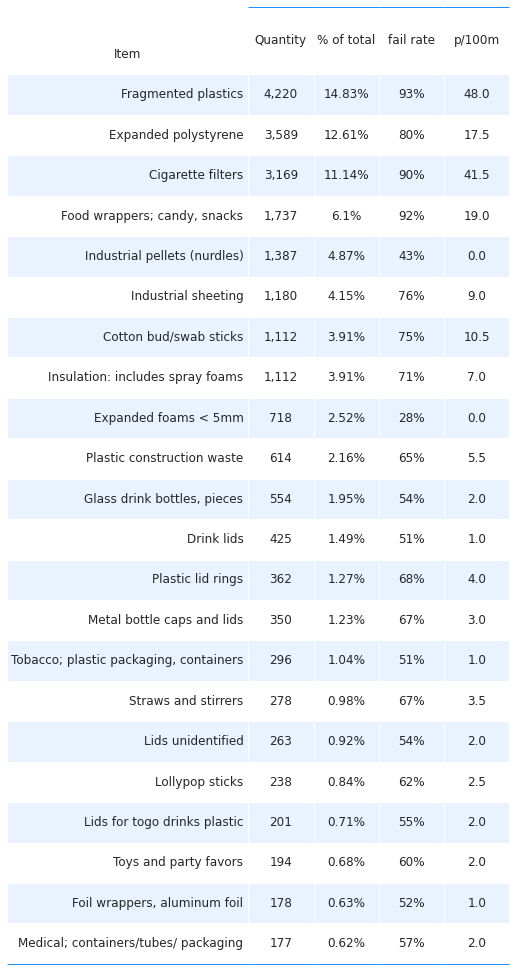 Item Quantity % of total fail rate p/100m
Fragmented plastics 4,220 14.83% 93% 48.0
Expanded polystyrene 3,589 12.61% 80% 17.5
Cigarette filters 3,169 11.14% 90% 41.5
Food wrappers; candy, snacks 1,737 6.1% 92% 19.0
Industrial pellets (nurdles) 1,387 4.87% 43% 0.0
Industrial sheeting 1,180 4.15% 76% 9.0
Cotton bud/swab sticks 1,112 3.91% 75% 10.5
Insulation: includes spray foams 1,112 3.91% 71% 7.0
Expanded foams < 5mm 718 2.52% 28% 0.0
Plastic construction waste 614 2.16% 65% 5.5
Glass drink bottles, pieces 554 1.95% 54% 2.0
Drink lids 425 1.49% 51% 1.0
Plastic lid rings 362 1.27% 68% 4.0
Metal bottle caps and lids 350 1.23% 67% 3.0
Tobacco; plastic packaging, containers 296 1.04% 51% 1.0
Straws and stirrers 278 0.98% 67% 3.5
Lids unidentified 263 0.92% 54% 2.0
Lollypop sticks 238 0.84% 62% 2.5
Lids for togo drinks plastic 201 0.71% 55% 2.0
Toys and party favors 194 0.68% 60% 2.0
Foil wrappers, aluminum foil 178 0.63% 52% 1.0
Medical; containers/tubes/ packaging 177 0.62% 57% 2.0